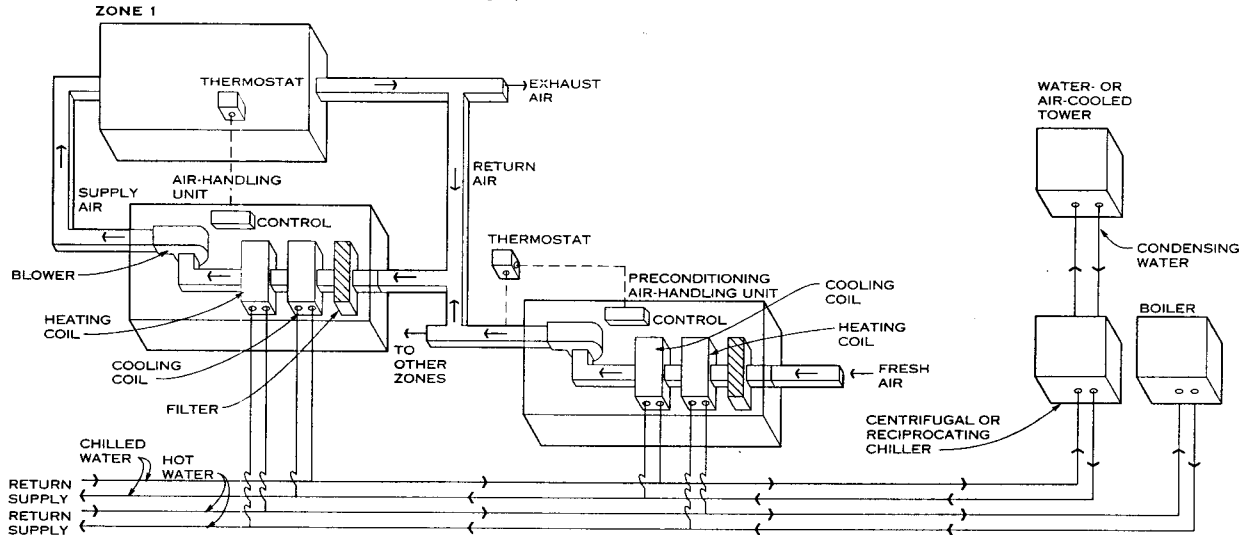 ZONE 1
THERMOSTAT
EXHAUST
AIR
WATER- OR
AIR-COOLED
TOWER
SUPPLY
AIR
AIR-HANDLING
UNIT
RETURN
AIR
CONTROL
THERMOSTAT
CONDENSING
WATER
BLOWER
PRECONDITIONING
AIR-HANDLING UNIT
COOLING
COIL
HEATING
COIL
CONTROL
HEATING
COIL
BOILER
COOLING
COIL
TO
OTHER
ZONES
FRESH
AIR
FILTER
CENTRIFUGAL OR
RECIPROCATING
CHILLER
CHILLED
WATER
HOT
WATER
RETURN
SUPPLY
RETURN
SUPPLY